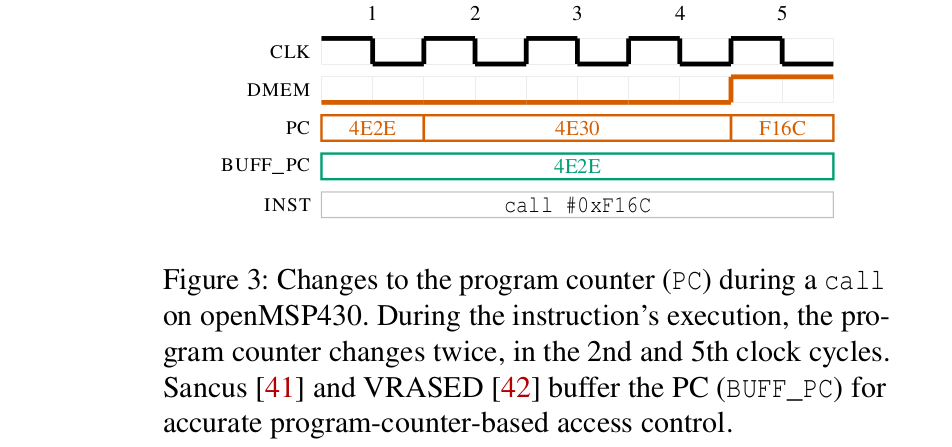 1 2 3 4 5
CLK
DMEM
PC 4E2E 4E30 F16C
BUFF_PC 4E2E
INST call #0xF16C
Figure 3: Changes to the program counter (PC) during a call
on openMSP430. During the instruction's execution, the pro-
gram counter changes twice, in the 2nd and 5th clock cycles.
Sancus [41] and VRASED [42] buffer the PC (BUFF_PC) for
accurate program-counter-based access control.